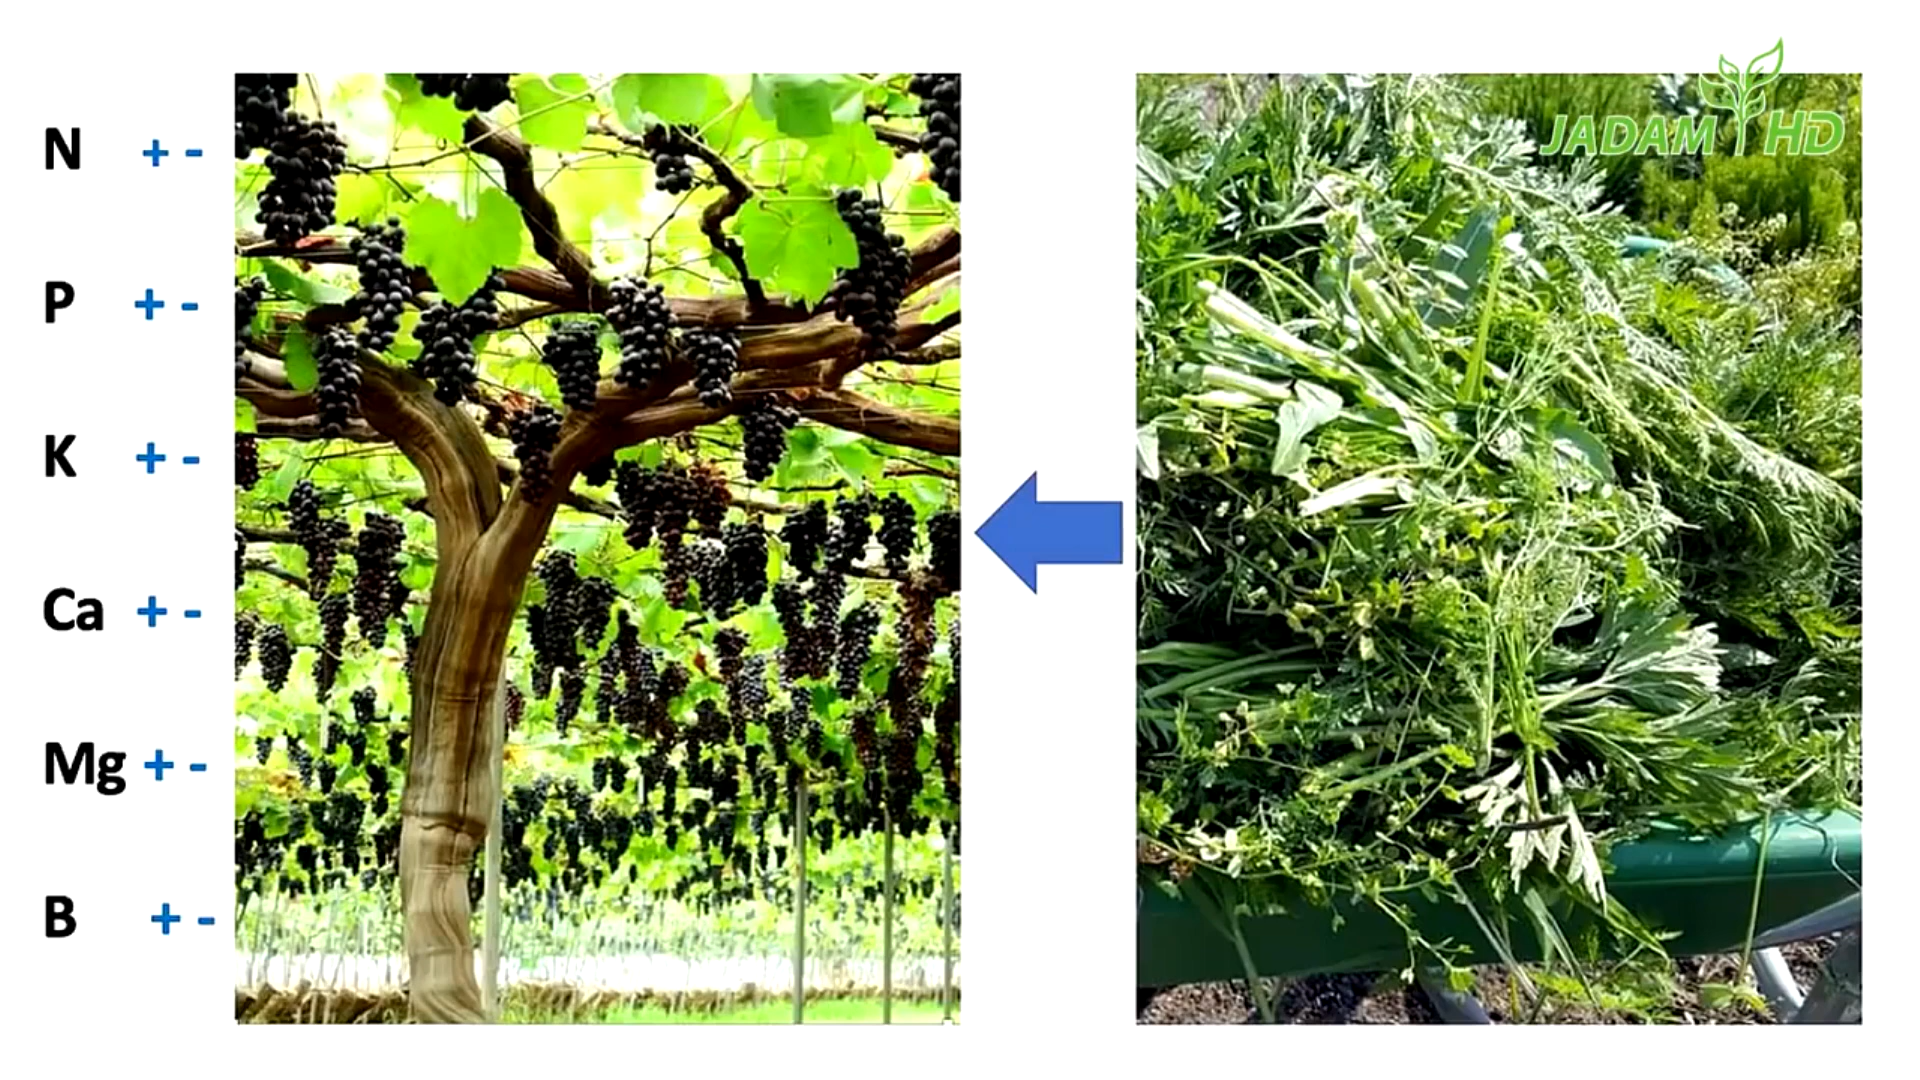 JADAM HD
N + -
P + -
K + -
Ca + -
Mg + -
B + -